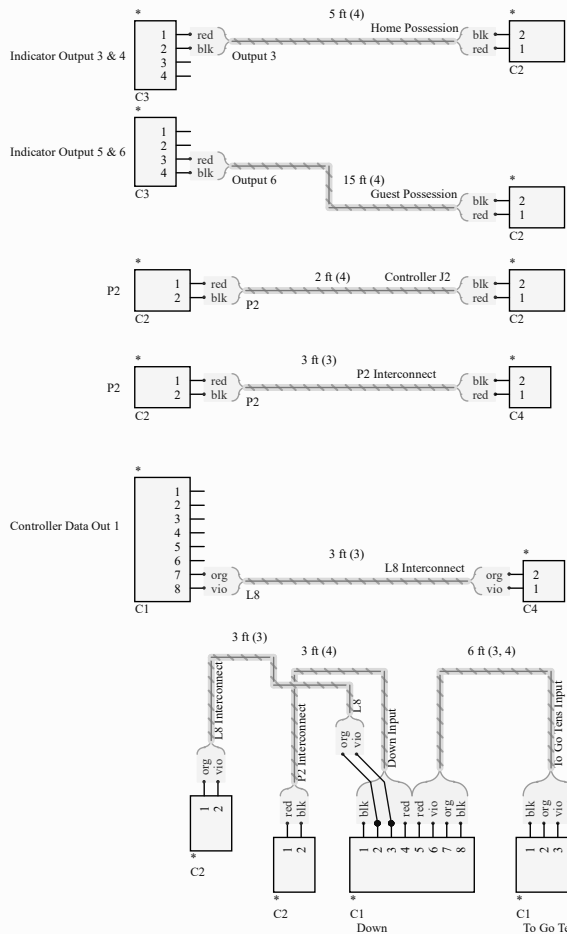 5 ft (4)
*
*
Home Possession
1 red
blk 2
Indicator Output 3 & 4
2 blk
red 1
3
Output 3
4
C2
C3
*
1
Indicator Output 5 & 6
2
3 red
4 blk
Output 6
15 ft (4)
*
C3
Guest Possession
blk 2
red 1
C2
*
2 ft (4)
Controller J2
*
P2
1 red
blk 2
2 blk
red 1
P2
C2
C2
*
3 ft (3)
*
P2 Interconnect
P2
1 red
blk 2
2 blk
red 1
P2
C2
C4
*
1
2
3
Controller Data Out 1
4
5
3 ft (3)
*
6
L8 Interconnect
7 org
org 2
8 vio
vio 1
L8
C1
C4
3 ft (3)
3 ft (4)
6 ft (3, 4)
L8 Interconnect
P2 Interconnect
L8
Down Input
To Go Tens Input
org vio
org vio
red blk
blk red red vio org blk
blk org vio
1 2
1 2
1 2 3 4 5 6 7 8
1 2 3
*
C2
*
*
*
C2
C1
C1
Down
To Go Te